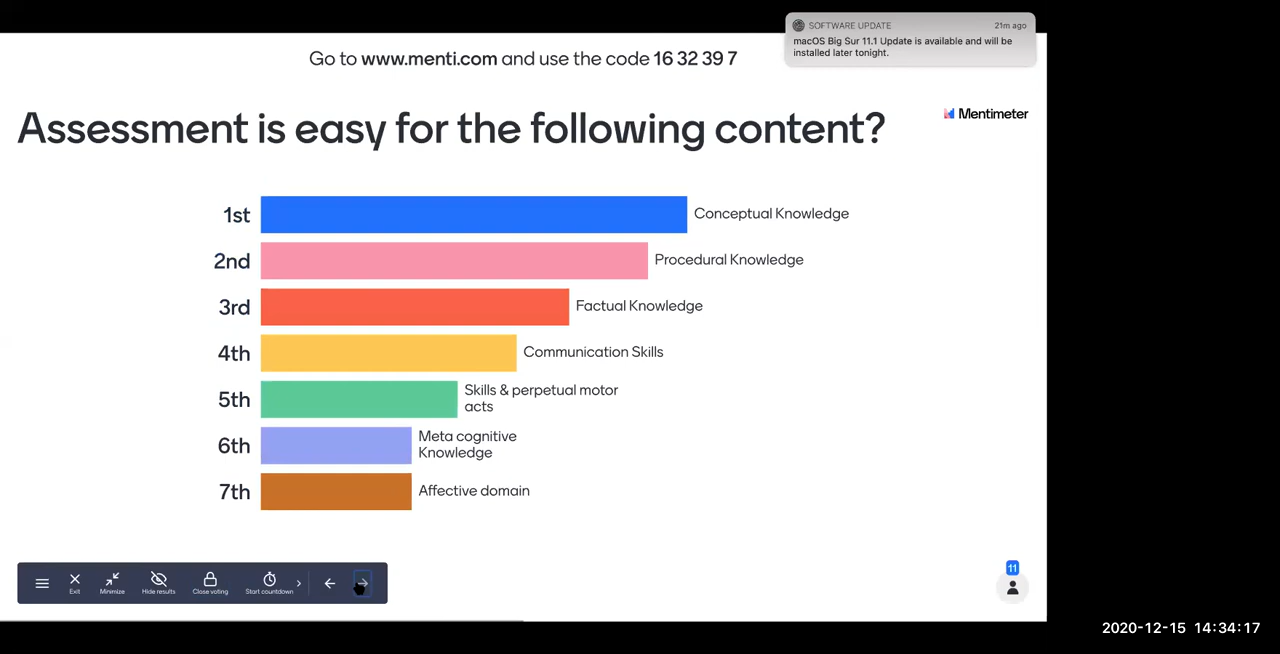 SOFTWARE UPDATE 21m ago
macOS Big Sur 11.1 Update is available and will be
installed later tonight.
Go to www.menti.com and use the code 16 32 39 7
Mentimeter
Assessment is easy for the following content?
1st Conceptual Knowledge
2nd Procedural Knowledge
3rd Factual Knowledge
4th Communication Skills
5th Skills & perpetual motor
acts
6th Meta cognitive
Knowledge
7th Affective domain
Exit Minimize Hide results Close voting Start countdown
11
2020-12-15 14:34:17